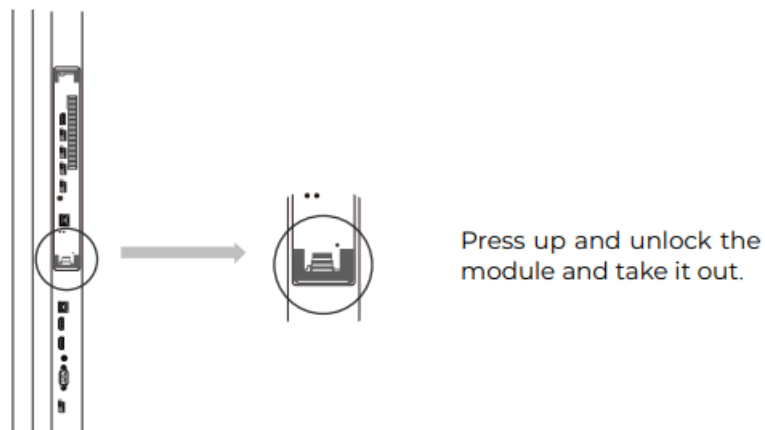 Press up and unlock the
module and take it out.